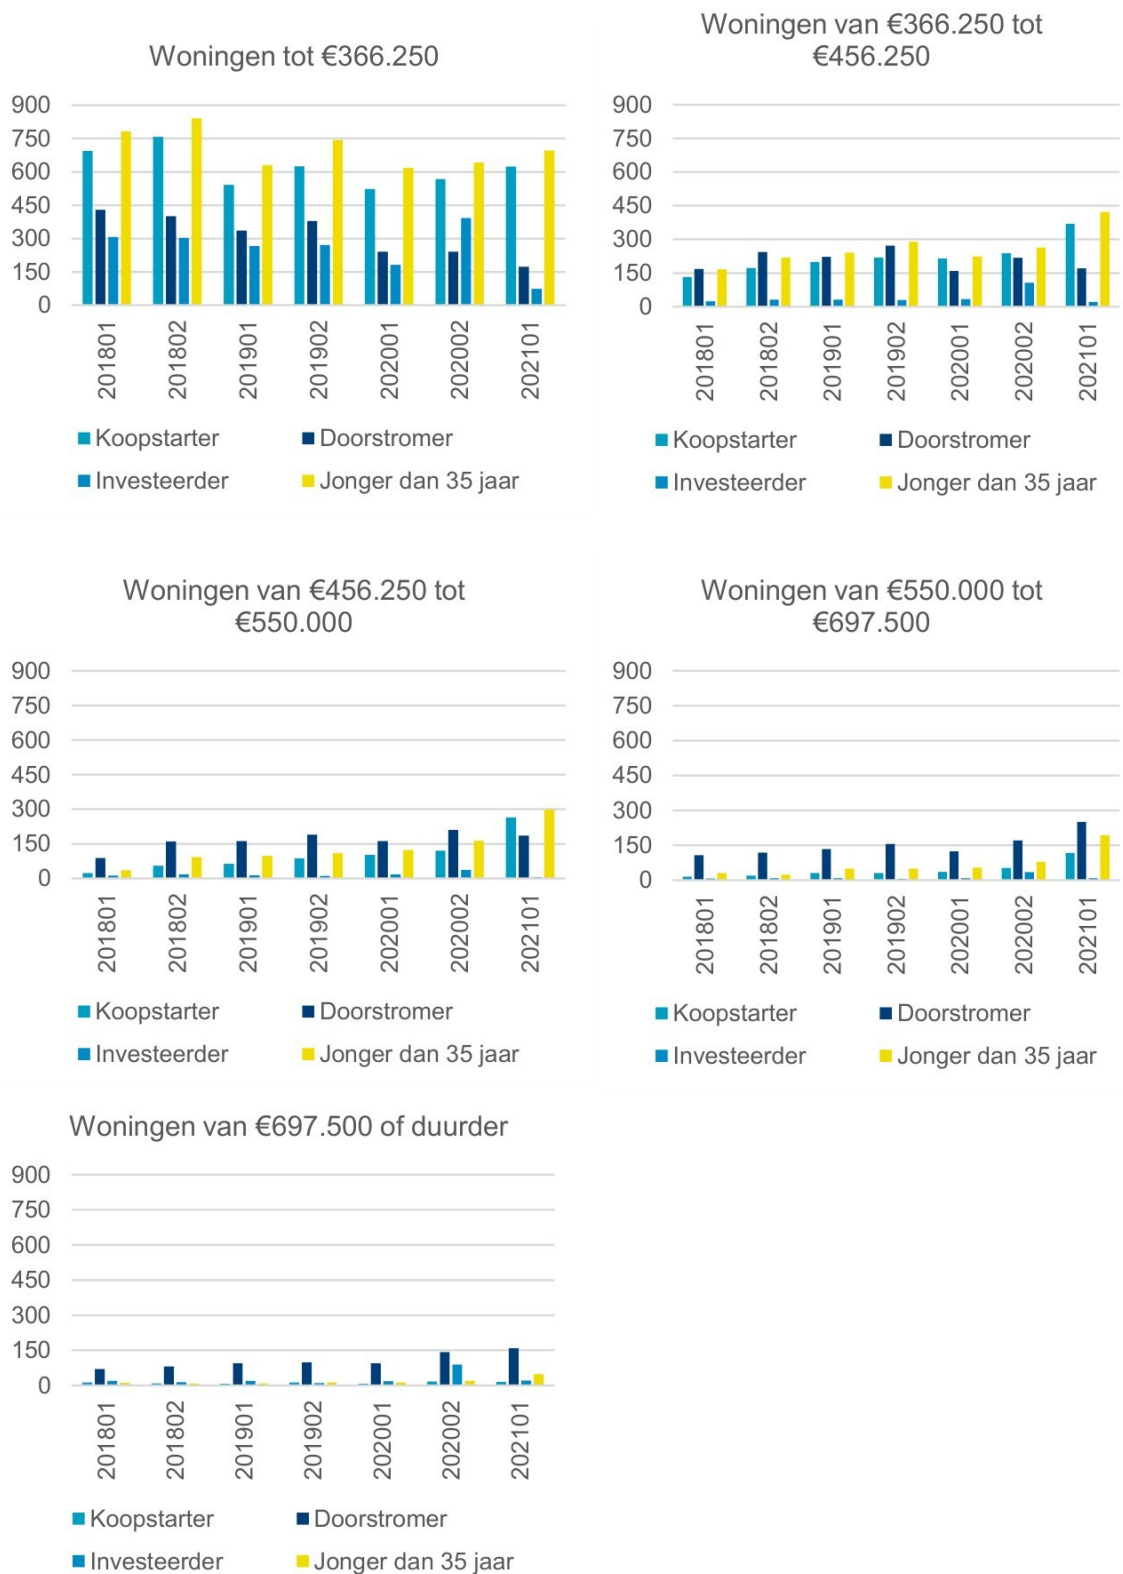 Woningen tot €366.250
900
750
600
450
300
150
0
201801
201802
201901
201902
202001
202002
202101
Koopstarter
Doorstromer
Investeerder
Jonger dan 35 jaar
Woningen van €366.250 tot
€456.250
900
750
600
450
300
150
0
201801
201802
201901
201902
202001
202002
202101
Koopstarter
Doorstromer
Investeerder
Jonger dan 35 jaar
Woningen van €456.250 tot
€550.000
900
750
600
450
300
150
0
201801
201802
201901
201902
202001
202002
202101
Koopstarter
Doorstromer
Investeerder
Jonger dan 35 jaar
Woningen van €550.000 tot
€697.500
900
750
600
450
300
150
0
201801
201802
201901
201902
202001
202002
202101
Koopstarter
Doorstromer
Investeerder
Jonger dan 35 jaar
Woningen van €697.500 of duurder
900
750
600
450
300
150
0
201801
201802
201901
201902
202001
202002
202101
Koopstarter
Doorstromer
Investeerder
Jonger dan 35 jaar